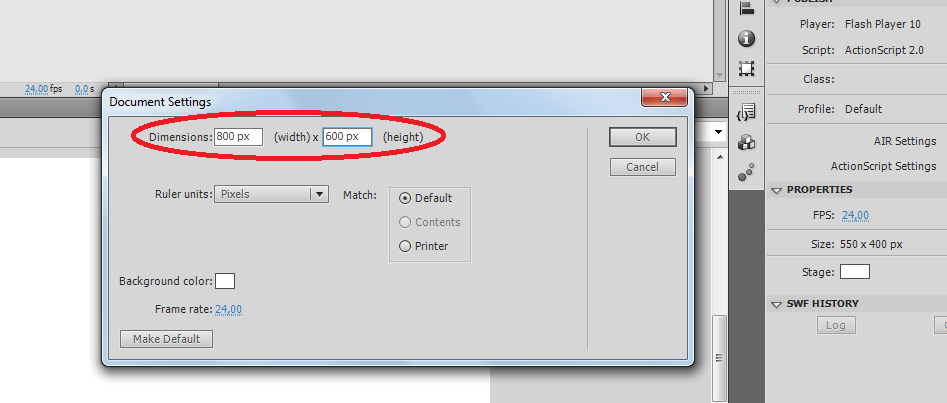 PUBLISH
Player: Flash Player 10
Script: ActionScript 2.0
Class:
Profile: Default
AIR Settings
ActionScript Settings
PROPERTIES
FPS: 24,00
Size: 550 x 400 px
Stage:
SWF HISTORY
Log
24,00 fps 0,0 s
Document Settings
Dimensions: 800 px (width) x 600 px (height)
OK
Cancel
Ruler units: Pixels
Match: Default
Contents
Printer
Background color:
Frame rate: 24,00
Make Default